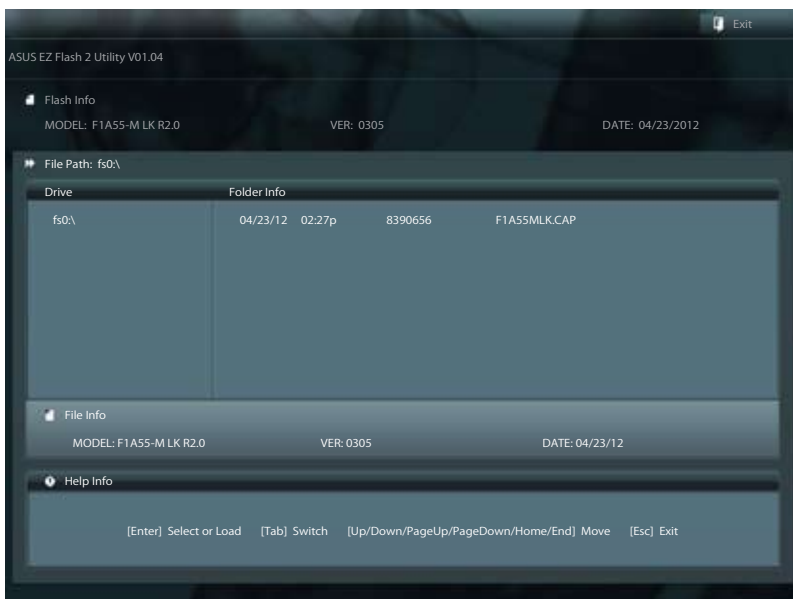 Exit
ASUS EZ Flash 2 Utility V01.04
Flash Info
MODEL: F1A55-M LK R2.0 VER: 0305 DATE: 04/23/2012
File Path: fs0:\
Drive Folder Info
fs0:\ 04/23/12 02:27p 8390656 F1A55MLK.CAP
File Info
MODEL: F1A55-M LK R2.0 VER: 0305 DATE: 04/23/12
Help Info
[Enter] Select or Load [Tab] Switch [Up/Down/PageUp/PageDown/Home/End] Move [Esc] Exit